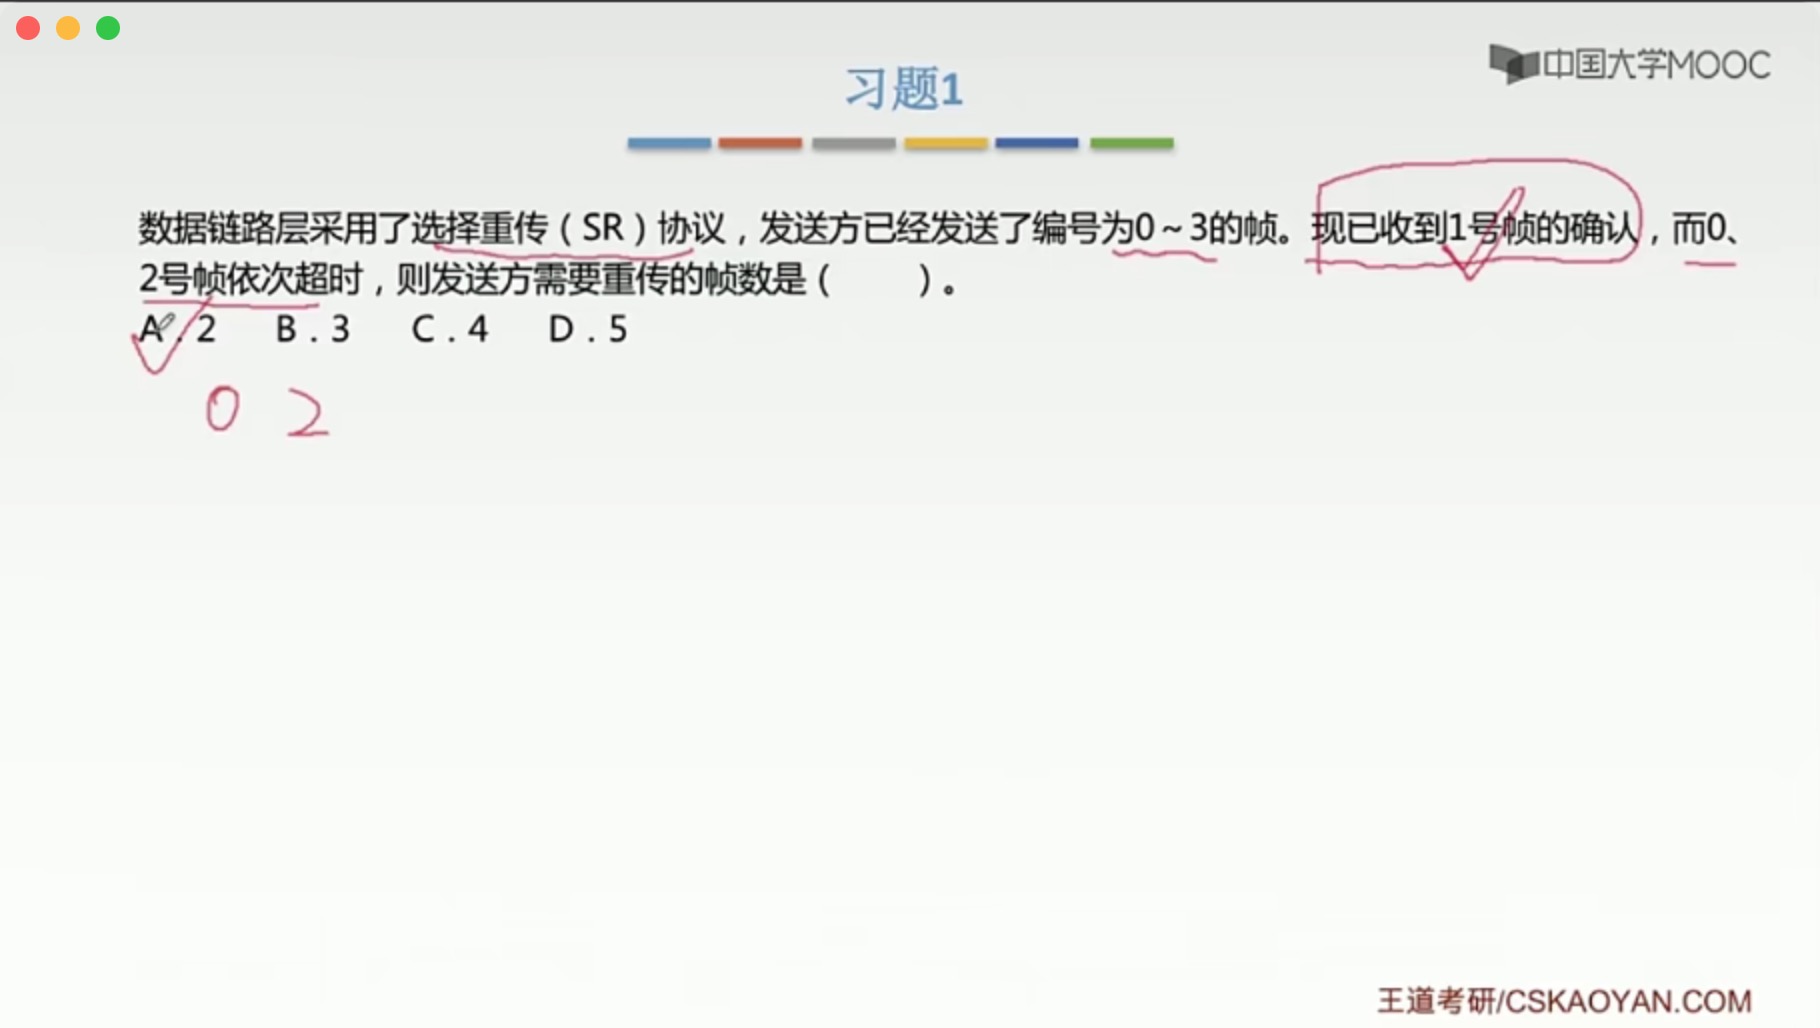 中国大学MOOC
习题1
数据链路层采用了选择重传（SR）协议，发送方已经发送了编号为0~3的帧。现已收到1号帧的确认，而0、
2号帧依次超时，则发送方需要重传的帧数是（　　）。
A．2　B．3　C．4　D．5
0 2
王道考研/CSKAOYAN.COM